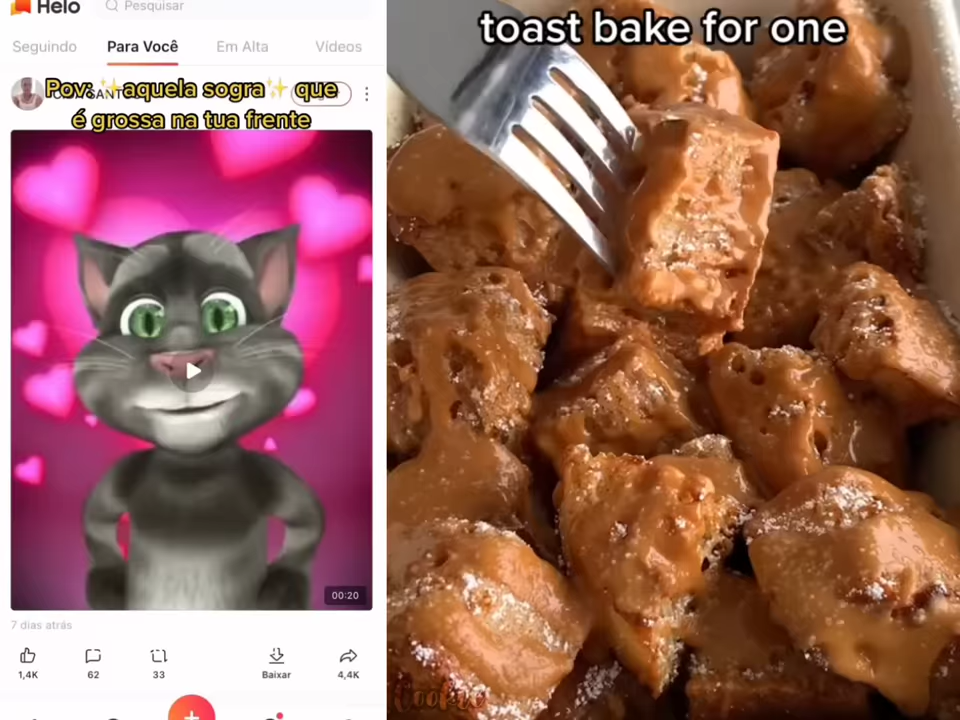 Helo
Pesquisar
Seguindo
Para Você
Em Alta
Vídeos
Pov: ✨aquela sogra✨ que
é grossa na tua frente
00:20
7 dias atrás
1,4K
62
33
Baixar
4,4K
toast bake for one